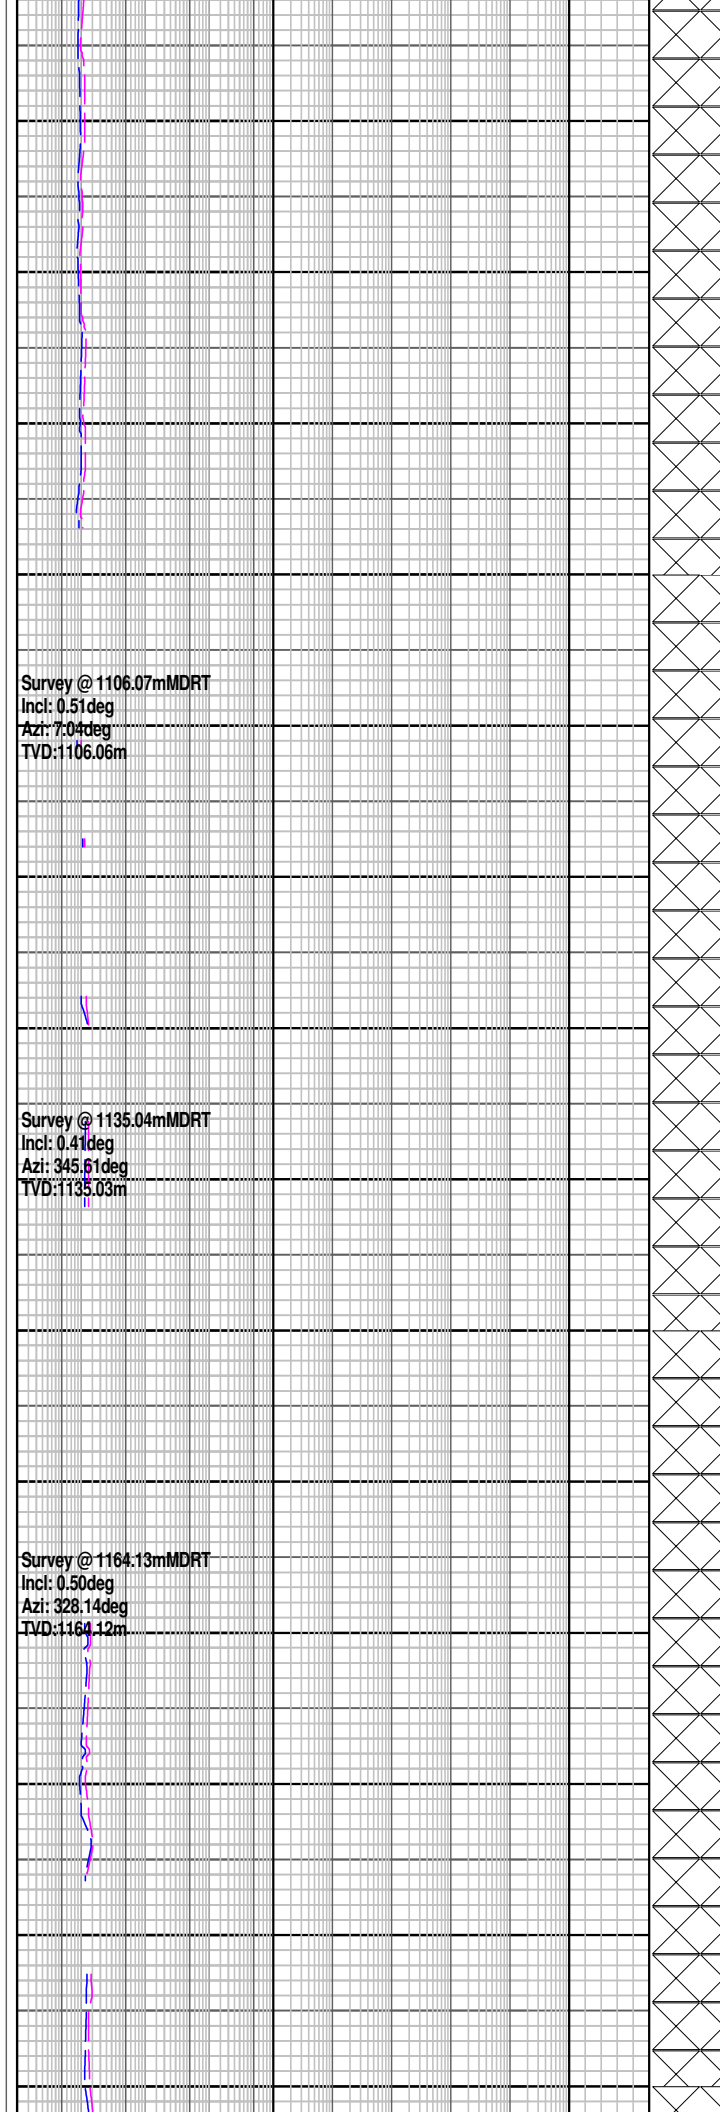 Survey @ 1106.07mMDRT
Incl: 0.51deg
Azi: 7.04deg
TVD:1106.06m
Survey @ 1135.04mMDRT
Incl: 0.41deg
Azi: 345.61deg
TVD:1135.03m
Survey @ 1164.13mMDRT
Incl: 0.50deg
Azi: 328.14deg
TVD:1164.12m